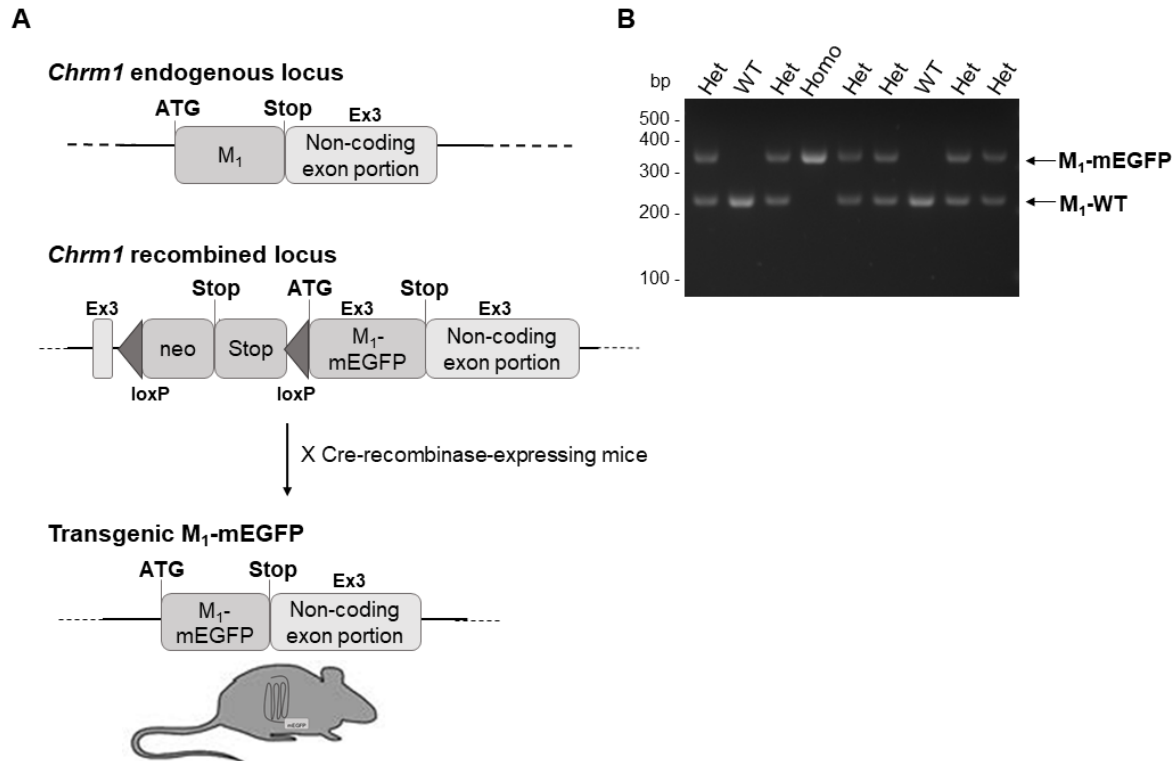 A
Chrm1 endogenous locus
ATG Stop Ex3
M₁
Non-coding
exon portion
Chrm1 recombined locus
Ex3 Stop ATG Ex3 Stop Ex3
neo
Stop
M₁-
mEGFP
Non-coding
exon portion
loxP loxP
X Cre-recombinase-expressing mice
Transgenic M₁-mEGFP
ATG Stop Ex3
M₁-
mEGFP
Non-coding
exon portion
mEGFP
B
bp Het WT Het Homo Het Het WT Het Het
500 -
400 -
300 -
200 -
100 -
M₁-mEGFP
M₁-WT